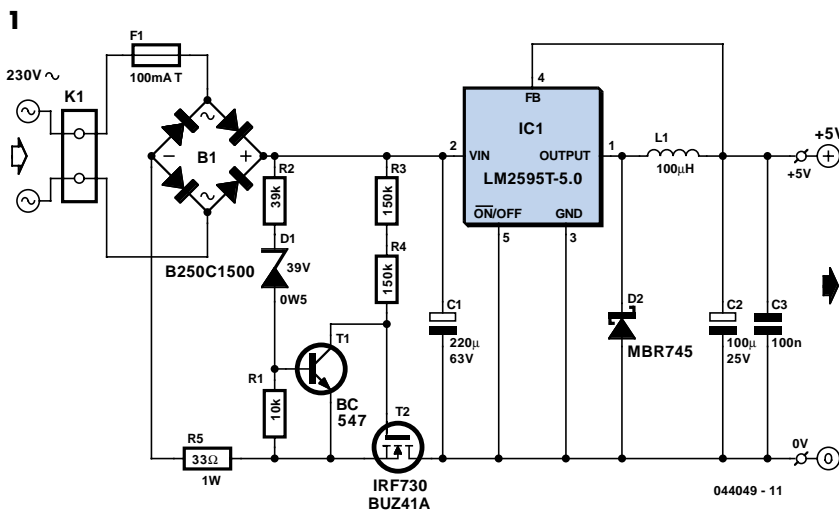 1
F1
100mA T
230V ~
K1
B1
B250C1500
R2
39k
D1
39V
0W5
R3
150k
R4
150k
T1
BC
547
R1
10k
R5
33Ω
1W
T2
IRF730
BUZ41A
C1
220µ
63V
4
FB
IC1
2
VIN
OUTPUT
1
LM2595T-5.0
ON/OFF
GND
5
3
L1
100µH
D2
MBR745
C2
100µ
25V
C3
100n
+5V
+5V
0V
0
044049 - 11